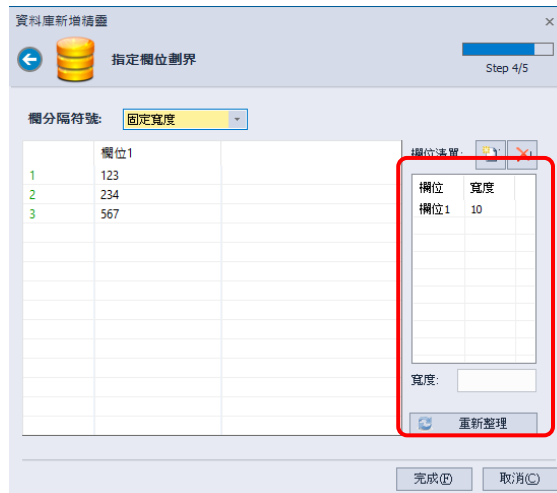 資料庫新增精靈
指定欄位劃界
Step 4/5
欄分隔符號: 固定寬度
欄位清單:
欄位1
1 123
2 234
3 567
欄位 寬度
欄位1 10
寬度:
重新整理
完成(F) 取消(C)